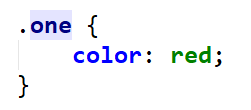 .one {
    color: red;
}